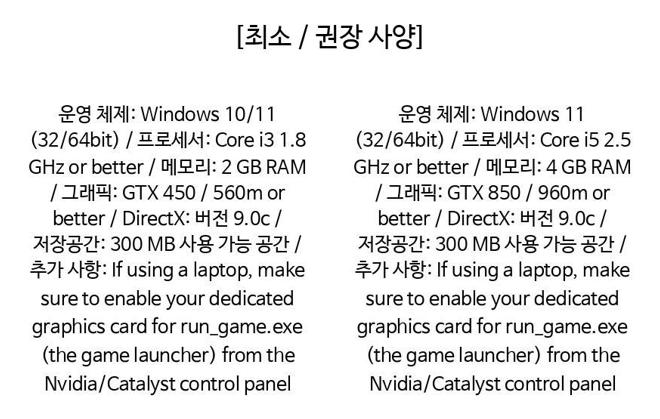 [최소 / 권장 사양]
운영 체제: Windows 10/11
(32/64bit) / 프로세서: Core i3 1.8
GHz or better / 메모리: 2 GB RAM
/ 그래픽: GTX 450 / 560m or
better / DirectX: 버전 9.0c /
저장공간: 300 MB 사용 가능 공간 /
추가 사항: If using a laptop, make
sure to enable your dedicated
graphics card for run_game.exe
(the game launcher) from the
Nvidia/Catalyst control panel
운영 체제: Windows 11
(32/64bit) / 프로세서: Core i5 2.5
GHz or better / 메모리: 4 GB RAM
/ 그래픽: GTX 850 / 960m or
better / DirectX: 버전 9.0c /
저장공간: 300 MB 사용 가능 공간 /
추가 사항: If using a laptop, make
sure to enable your dedicated
graphics card for run_game.exe
(the game launcher) from the
Nvidia/Catalyst control panel